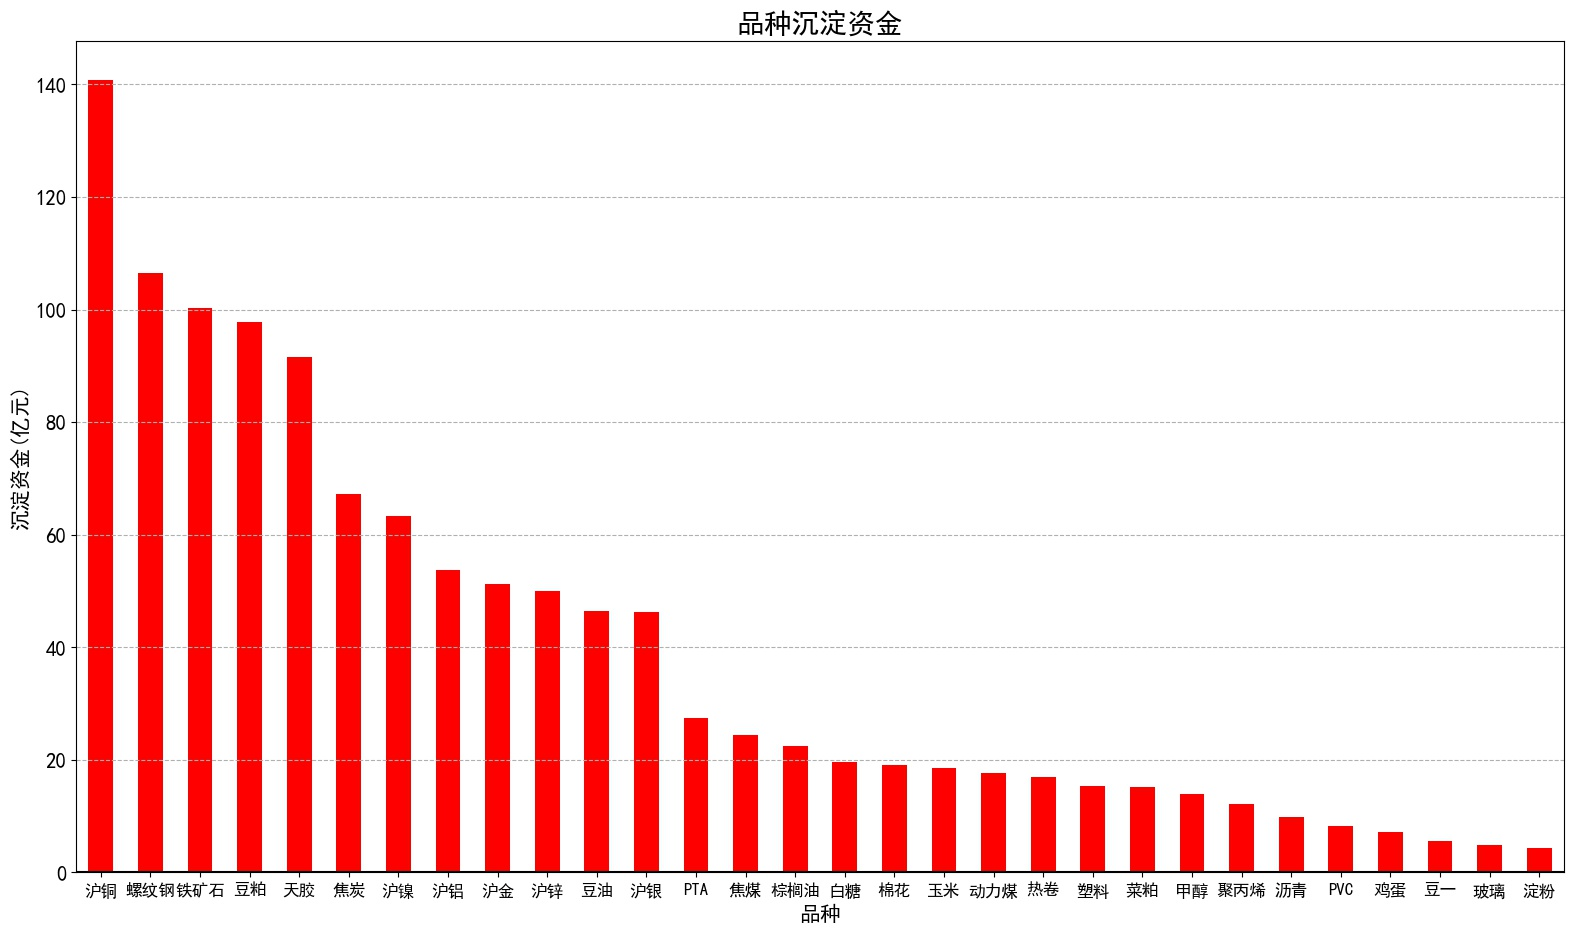 品种沉淀资金
沉淀资金(亿元)
140
120
100
80
60
40
20
0
沪铜 螺纹钢 铁矿石 豆粕 天胶 焦炭 沪镍 沪铝 沪金 沪锌 豆油 沪银 PTA 焦煤 棕榈油 白糖 棉花 玉米 动力煤 热卷 塑料 菜粕 甲醇 聚丙烯 沥青 PVC 鸡蛋 豆一 玻璃 淀粉
品种